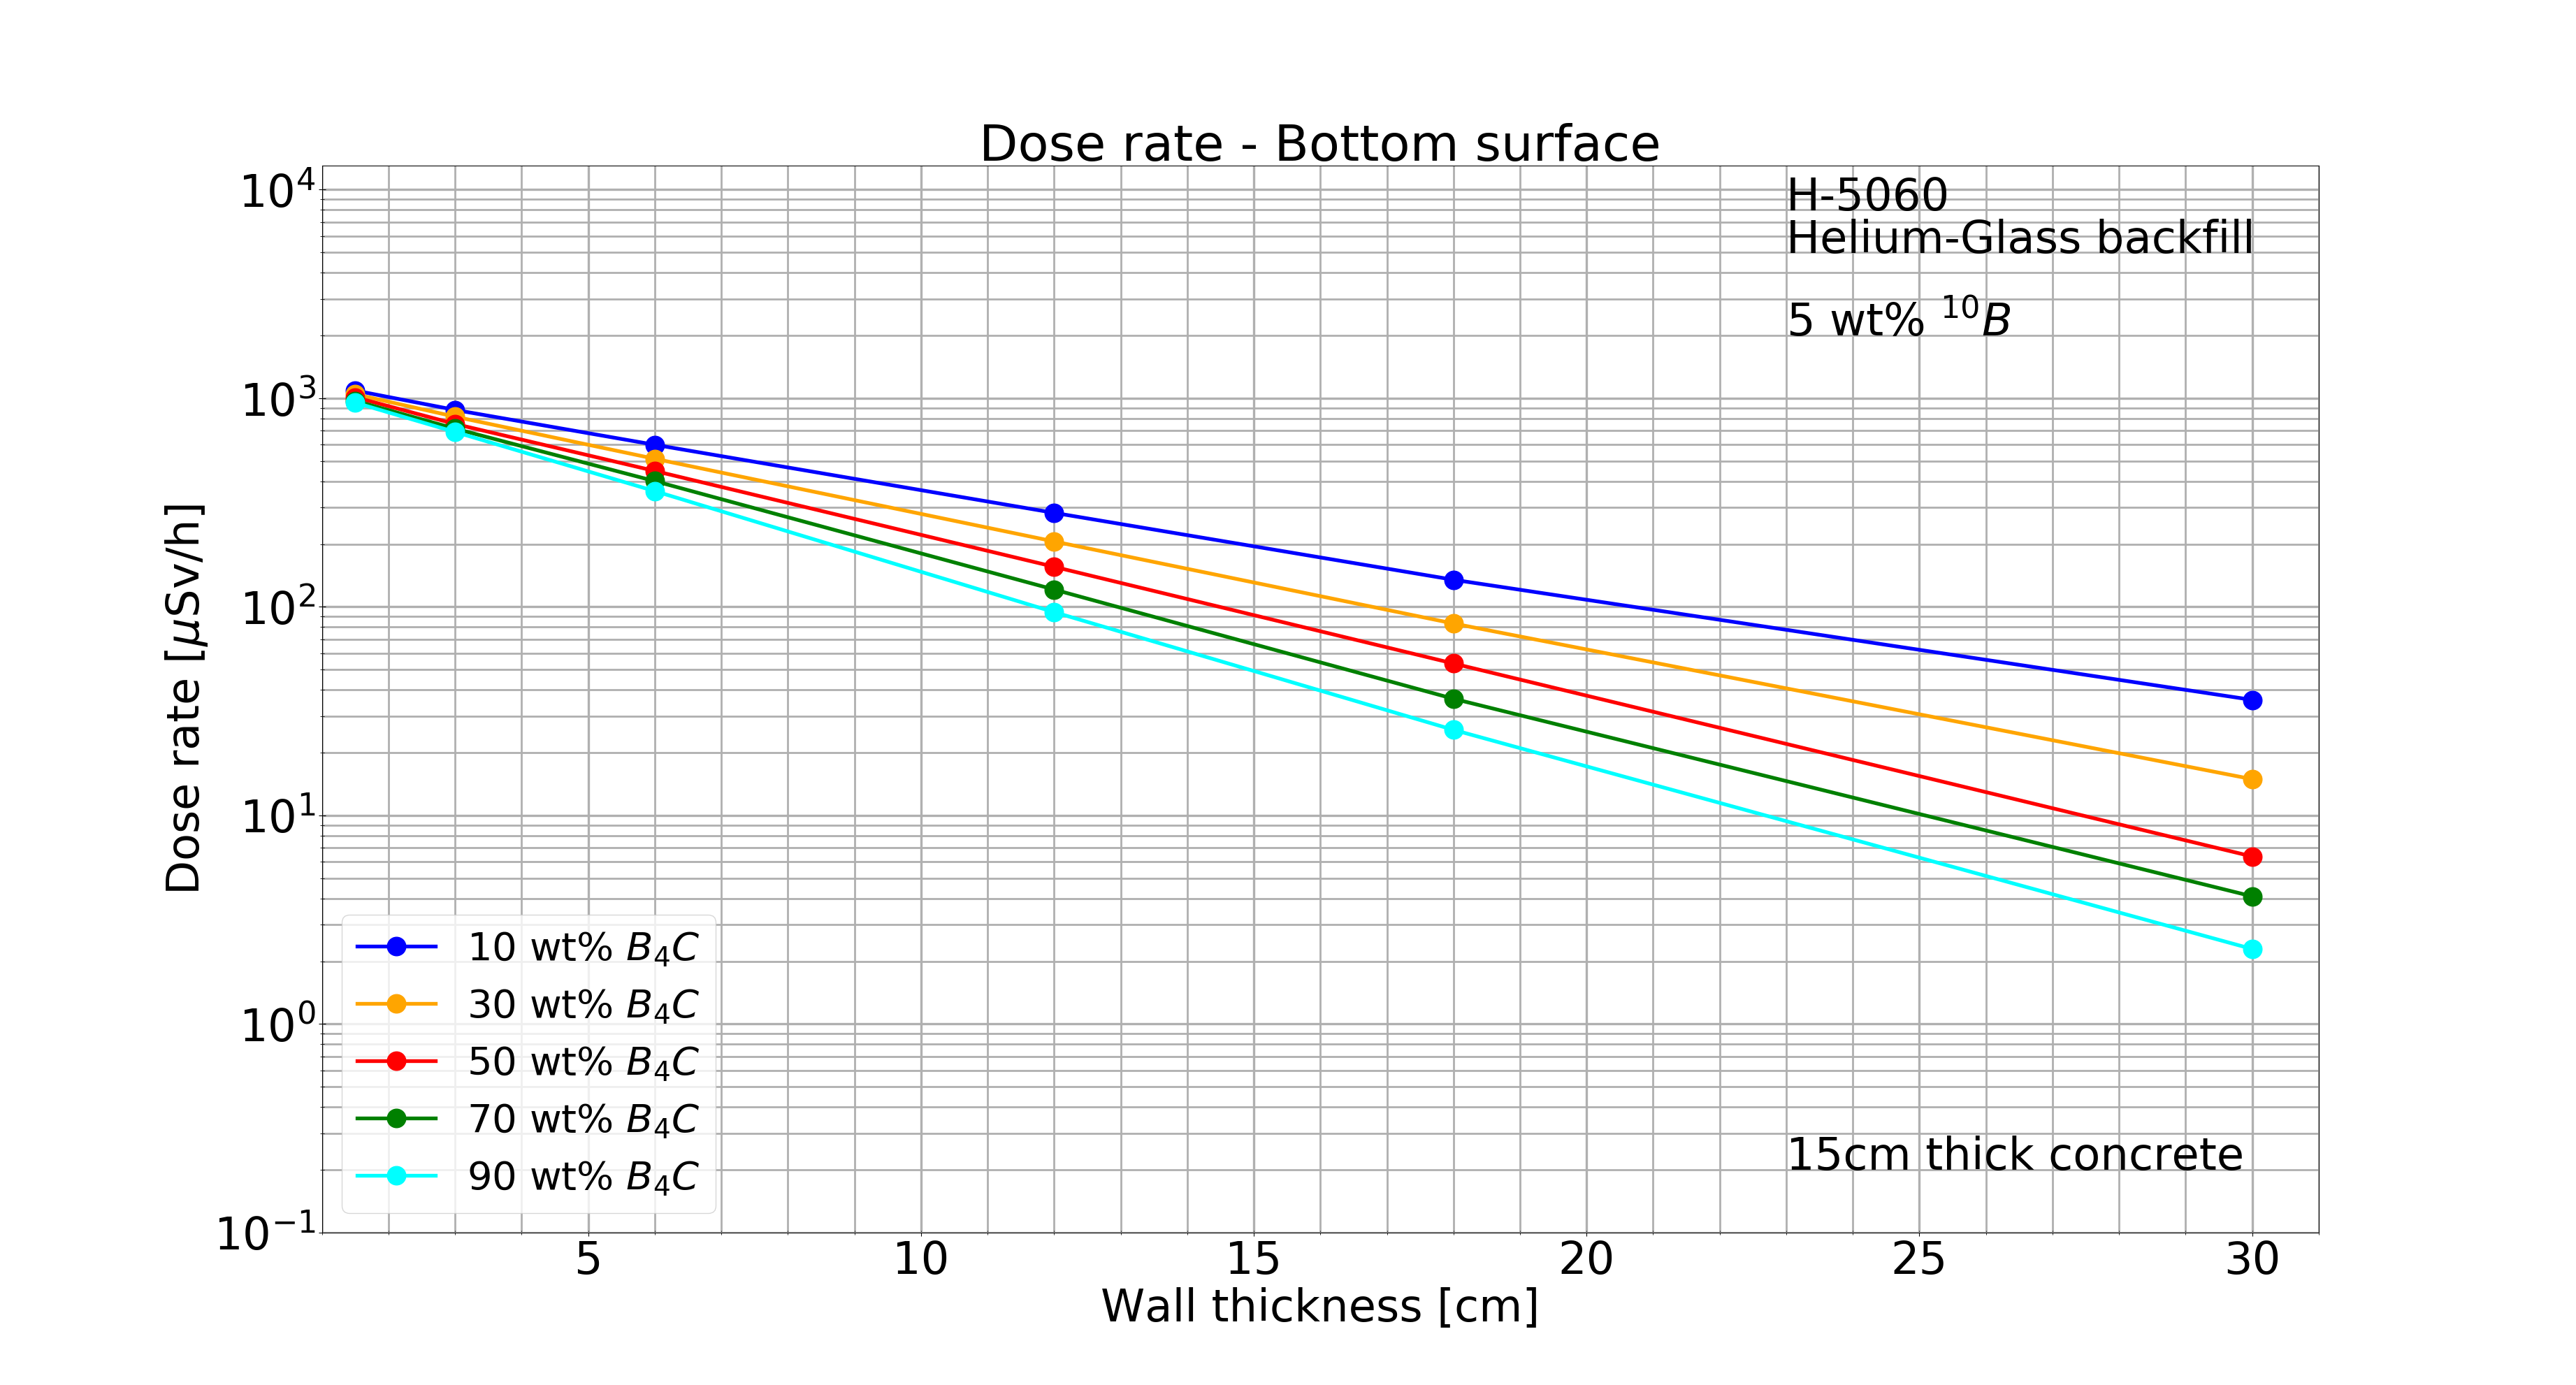 Dose rate - Bottom surface
H-5060
Helium-Glass backfill
5 wt% ¹⁰B
15cm thick concrete
10⁴
10³
10²
10¹
10⁰
10⁻¹
Dose rate [μSv/h]
10 wt% B₄C
30 wt% B₄C
50 wt% B₄C
70 wt% B₄C
90 wt% B₄C
5 10 15 20 25 30
Wall thickness [cm]